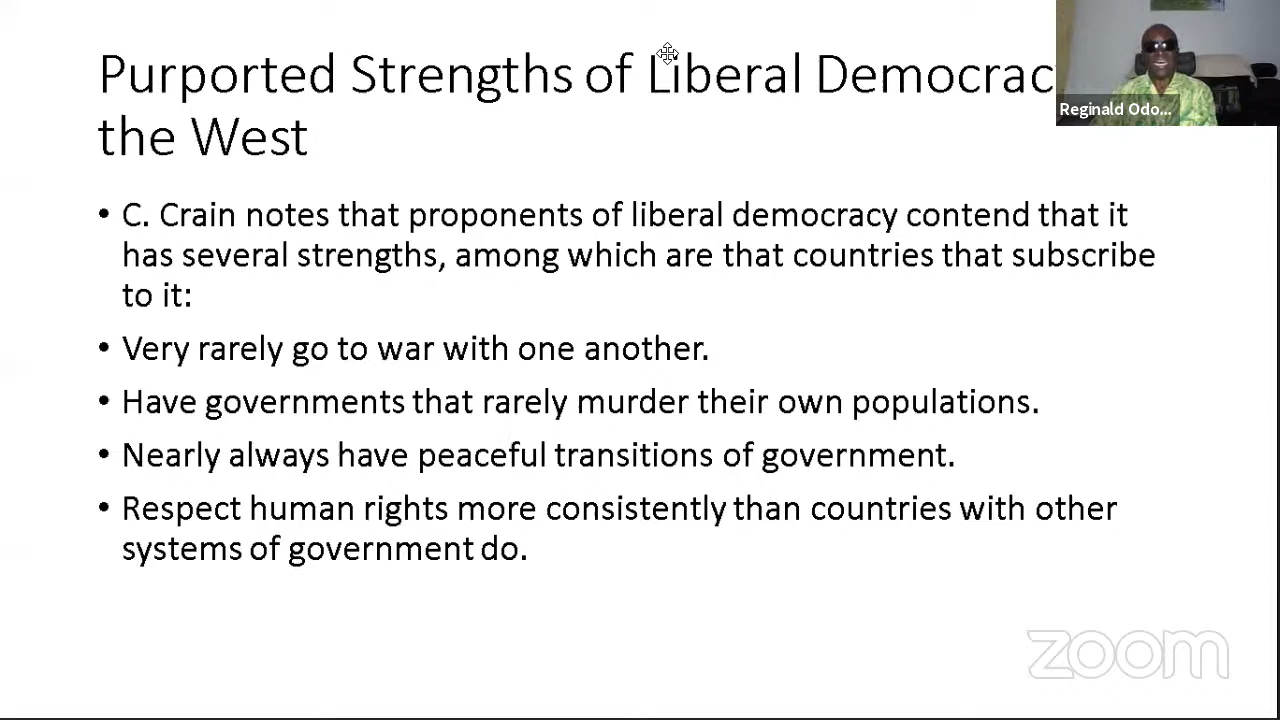 Purported Strengths of Liberal Democrac
the West
Reginald Odo...
• C. Crain notes that proponents of liberal democracy contend that it
has several strengths, among which are that countries that subscribe
to it:
• Very rarely go to war with one another.
• Have governments that rarely murder their own populations.
• Nearly always have peaceful transitions of government.
• Respect human rights more consistently than countries with other
systems of government do.
zoom